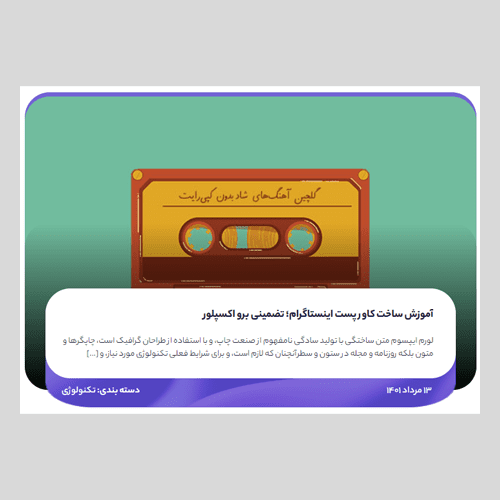 گلچین آهنگ‌های شاد بدون کپی‌رایت
آموزش ساخت کاور پست اینستاگرام؛ تضمینی برو اکسپلور
لورم ایپسوم متن ساختگی با تولید سادگی نامفهوم از صنعت چاپ، و با استفاده از طراحان گرافیک است، چاپگرها و
متون بلکه روزنامه و مجله در ستون و سطرآنچنان که لازم است، و برای شرایط فعلی تکنولوژی مورد نیاز، و [...]
۱۳ مرداد ۱۴۰۱
دسته بندی: تکنولوژی